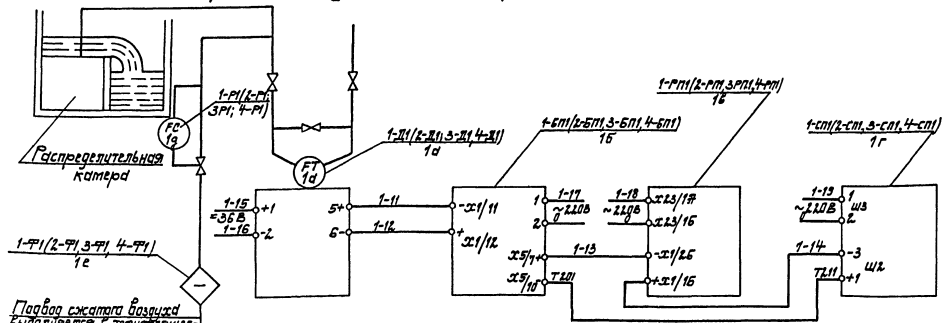 1-Р1(2-Р1;
3Р1; 4-Р1)
FC
1g
Распределительная
камера
1-Д1(2-Д1; 3-Д1, 4-Д1)
1а
FT
1d
1-БП1(2-БП1, 3-БП1, 4-БП1)
1б
1-РП1(2-РП1, 3РП1, 4-РП1)
1в
1-СП1(2-СП1, 3-СП1, 4-СП1)
1г
1-Ф1(2-Ф1, 3-Ф1, 4-Ф1)
1е
Подвод сжатого воздуха
1-15
=36В
1-16
+1
-2
5+
6-
1-11
1-12
-X1/11
+
X1/12
1
2
X5/7+
X5/
10-
1-17
~220В
1-13
Т201
1-18
~220В
X23/17
X23/16
-X1/26
+X1/16
1-19
~220В
1-14
Т211
1
Ш3
2
-3
Ш2
+1